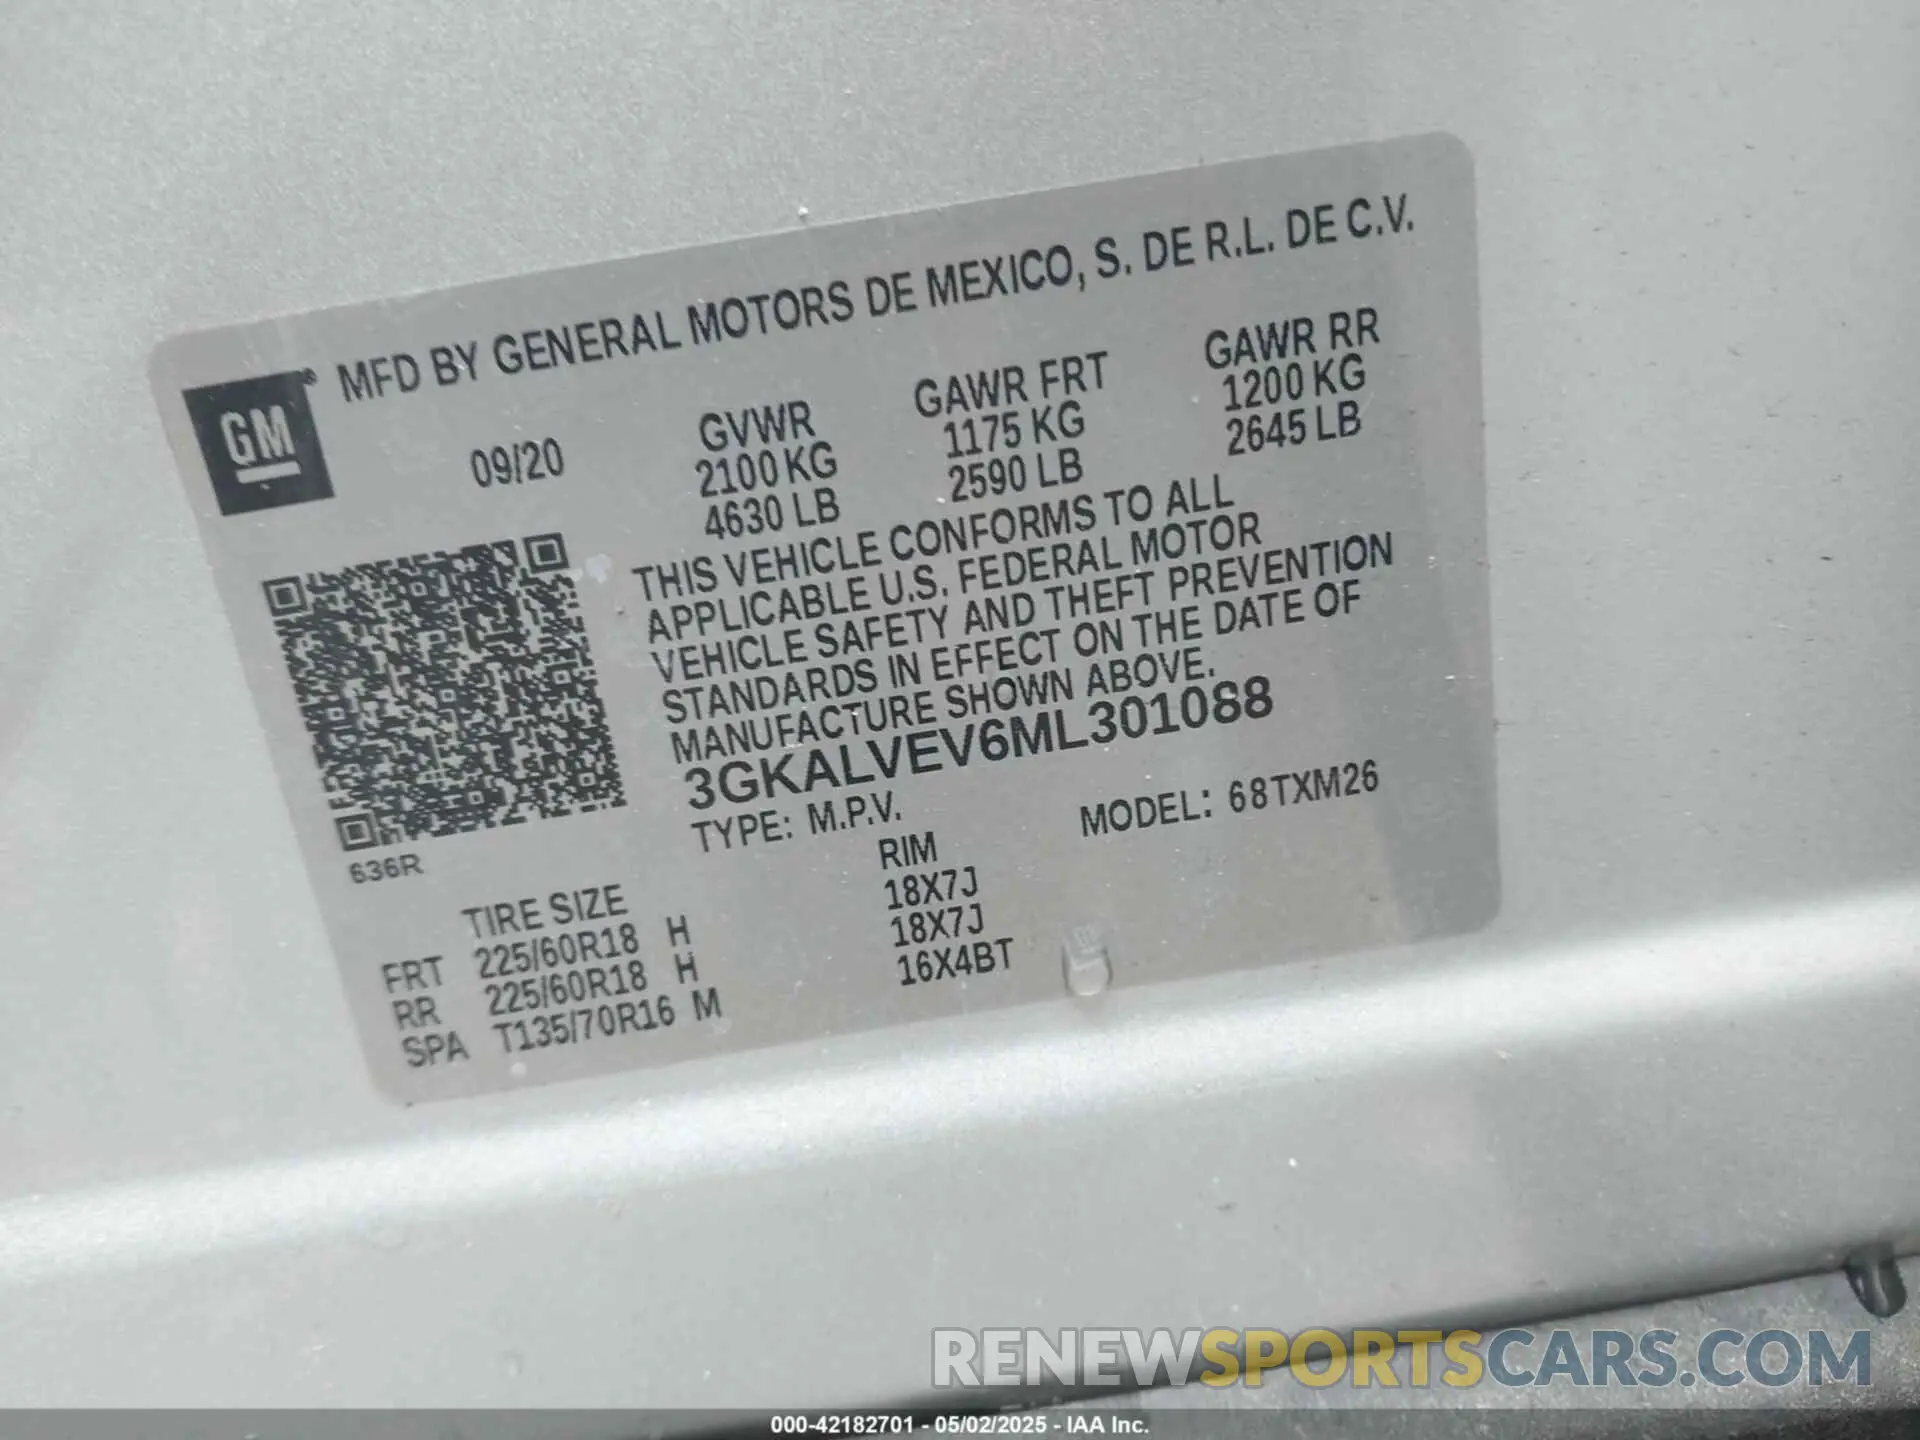 GM®
MFD BY GENERAL MOTORS DE MEXICO, S. DE R.L. DE C.V.
09/20
GVWR
2100 KG
4630 LB
GAWR FRT
1175 KG
2590 LB
GAWR RR
1200 KG
2645 LB
THIS VEHICLE CONFORMS TO ALL
APPLICABLE U.S. FEDERAL MOTOR
VEHICLE SAFETY AND THEFT PREVENTION
STANDARDS IN EFFECT ON THE DATE OF
MANUFACTURE SHOWN ABOVE.
3GKALVEV6ML301088
TYPE: M.P.V.
MODEL: 68TXM26
636R
TIRE SIZE RIM
FRT 225/60R18 H 18X7J
RR 225/60R18 H 18X7J
SPA T135/70R16 M 16X4BT
RENEWSPORTSCARS.COM
000-42182701 - 05/02/2025 - IAA Inc.